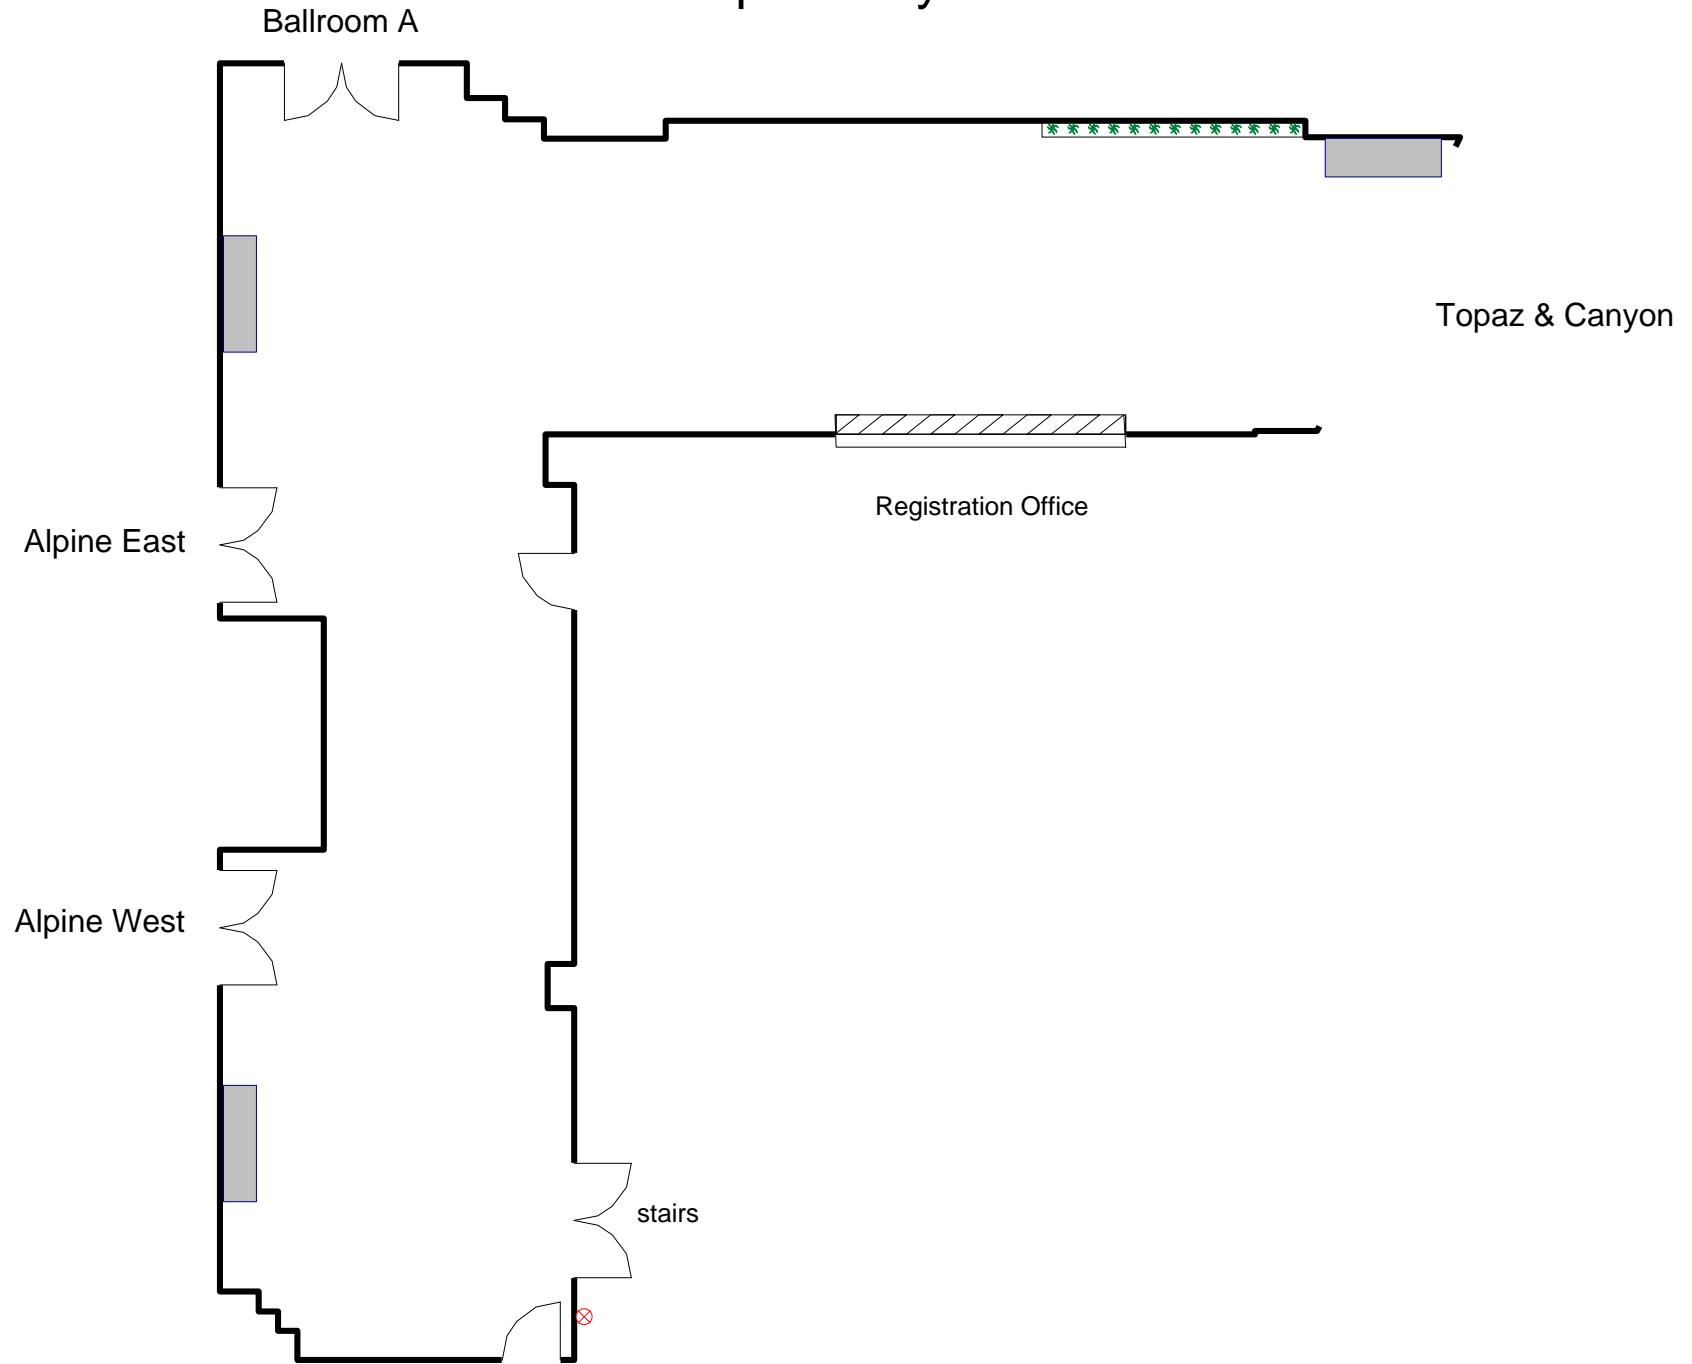 Ballroom A
Topaz & Canyon
Registration Office
Alpine East
Alpine West
stairs